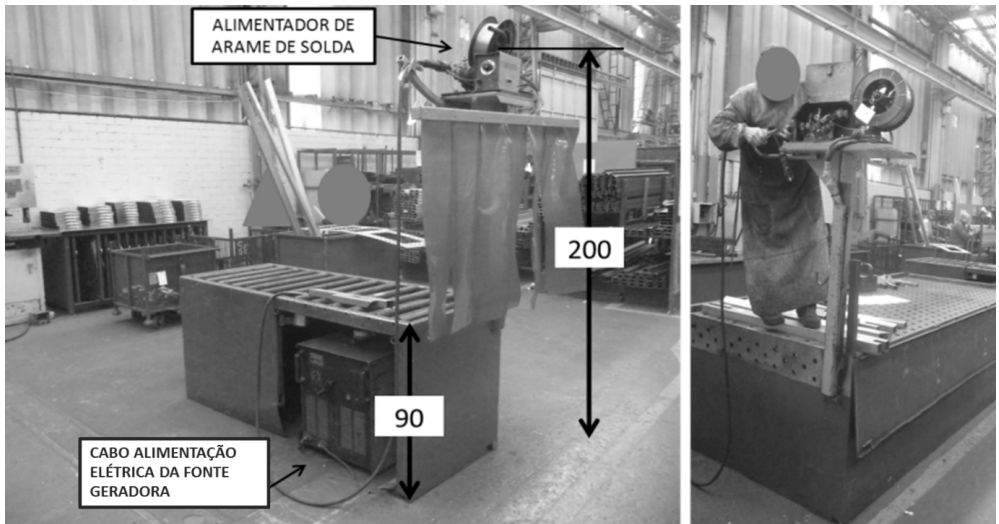 ALIMENTADOR DE
ARAME DE SOLDA
200
90
CABO ALIMENTAÇÃO
ELÉTRICA DA FONTE
GERADORA